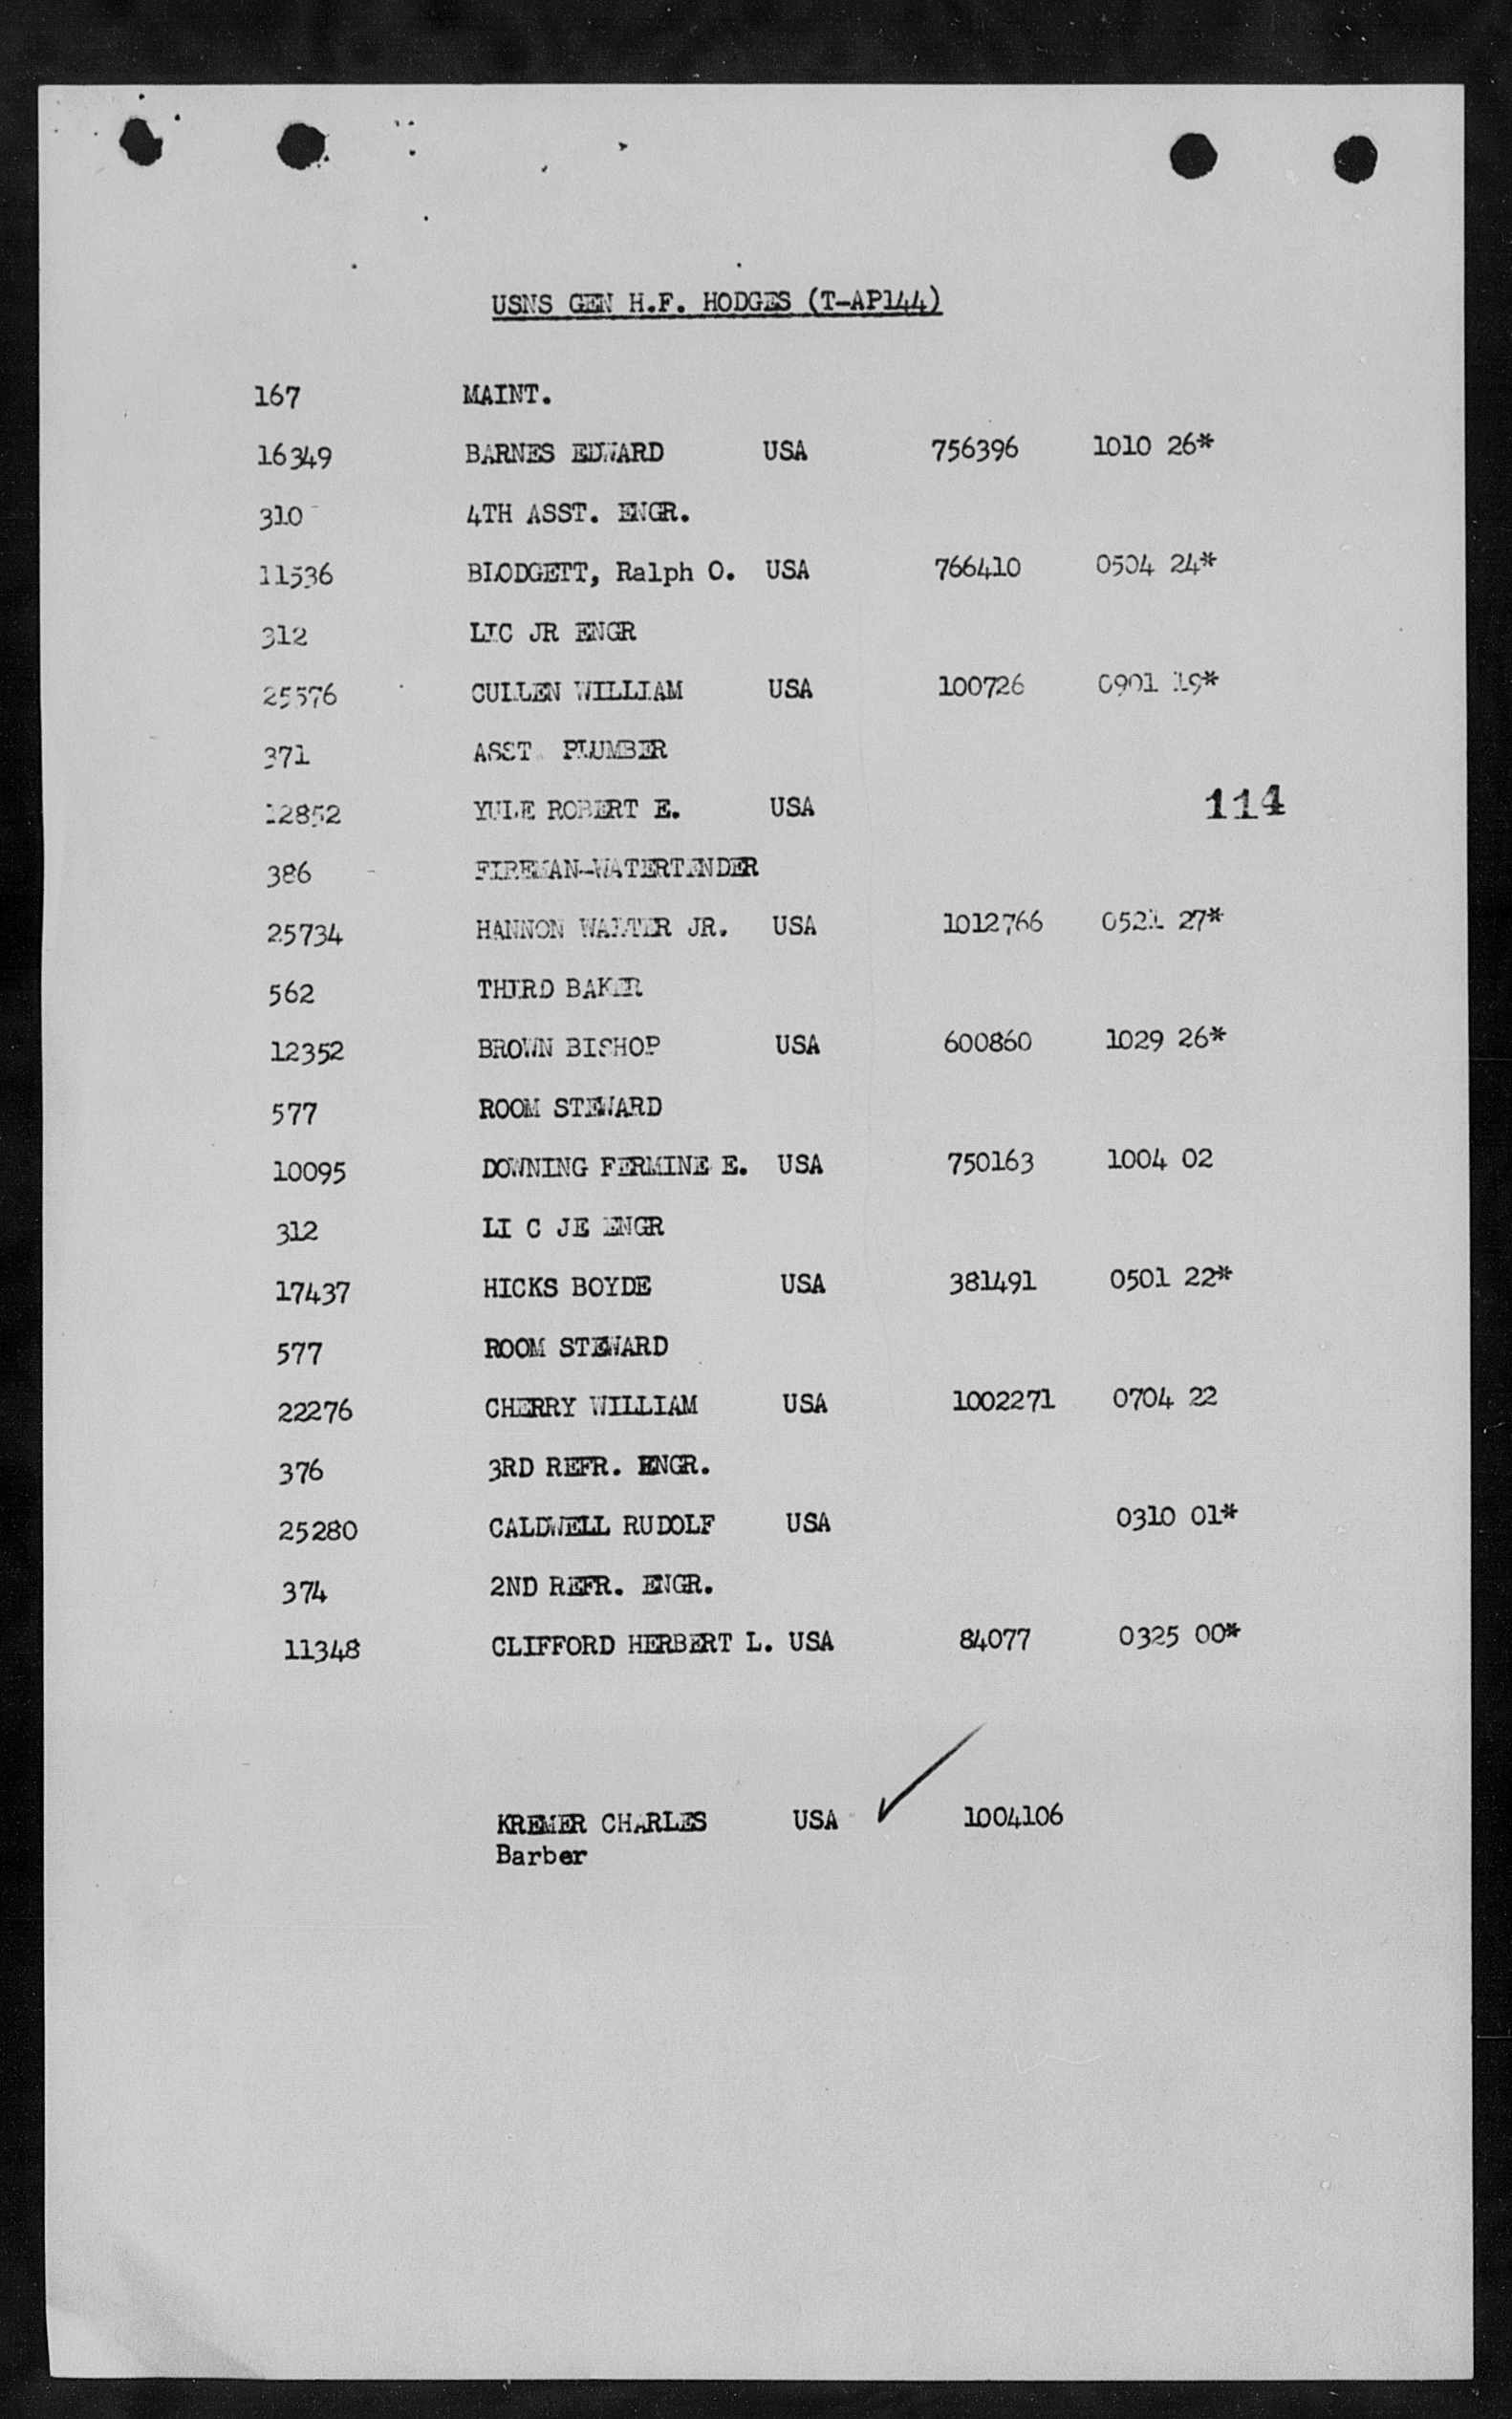 USNS GEN H.F. HODGES (T-AP144)
167 MAINT.
16349 BARNES EDWARD USA 756396 1010 26*
310 4TH ASST. ENGR.
11536 BLODGETT, Ralph O. USA 766410 0504 24*
312 LIC JR ENGR
25576 CULLEN WILLIAM USA 100726 0901 19*
371 ASST. PLUMBER
12852 YULE ROBERT E. USA
114
386 FIREMAN-WATERTENDER
25734 HANNON WALTER JR. USA 1012766 0521 27*
562 THIRD BAKER
12352 BROWN BISHOP USA 600860 1029 26*
577 ROOM STEWARD
10095 DOWNING FERMINE E. USA 750163 1004 02
312 LI C JE ENGR
17437 HICKS BOYDE USA 381491 0501 22*
577 ROOM STEWARD
22276 CHERRY WILLIAM USA 1002271 0704 22
376 3RD REFR. ENGR.
25280 CALDWELL RUDOLF USA 0310 01*
374 2ND REFR. ENGR.
11348 CLIFFORD HERBERT L. USA 84077 0325 00*
KREMER CHARLES USA 1004106
Barber